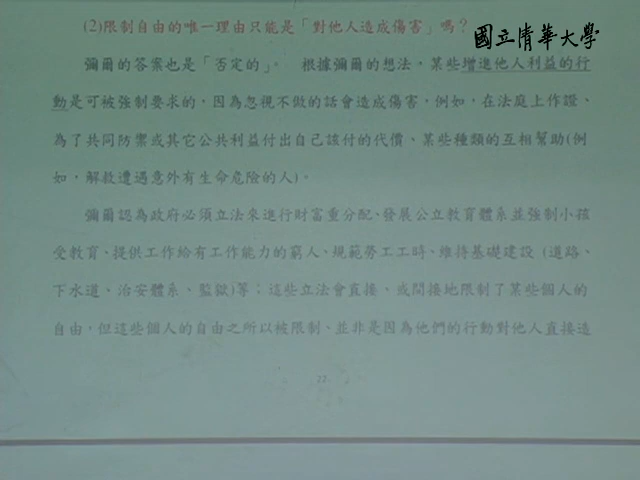 (2)限制自由的唯一理由只能是「對他人造成傷害」嗎？
國立清華大學
彌爾的答案也是「否定的」。 根據彌爾的想法，某些增進他人利益的行
動是可被強制要求的，因為忽視不做的話會造成傷害，例如，在法庭上作證、
為了共同防禦或其它公共利益付出自己該付的代價、某些種類的互相幫助(例
如，解救遭遇意外有生命危險的人)。
彌爾認為政府必須立法來進行財富重分配、發展公立教育體系並強制小孩
受教育、提供工作給有工作能力的窮人、規範勞工工時、維持基礎建設 (道路、
下水道、治安體系、監獄)等；這些立法會直接、或間接地限制了某些個人的
自由，但這些個人的自由之所以被限制、並非是因為他們的行動對他人直接造
77